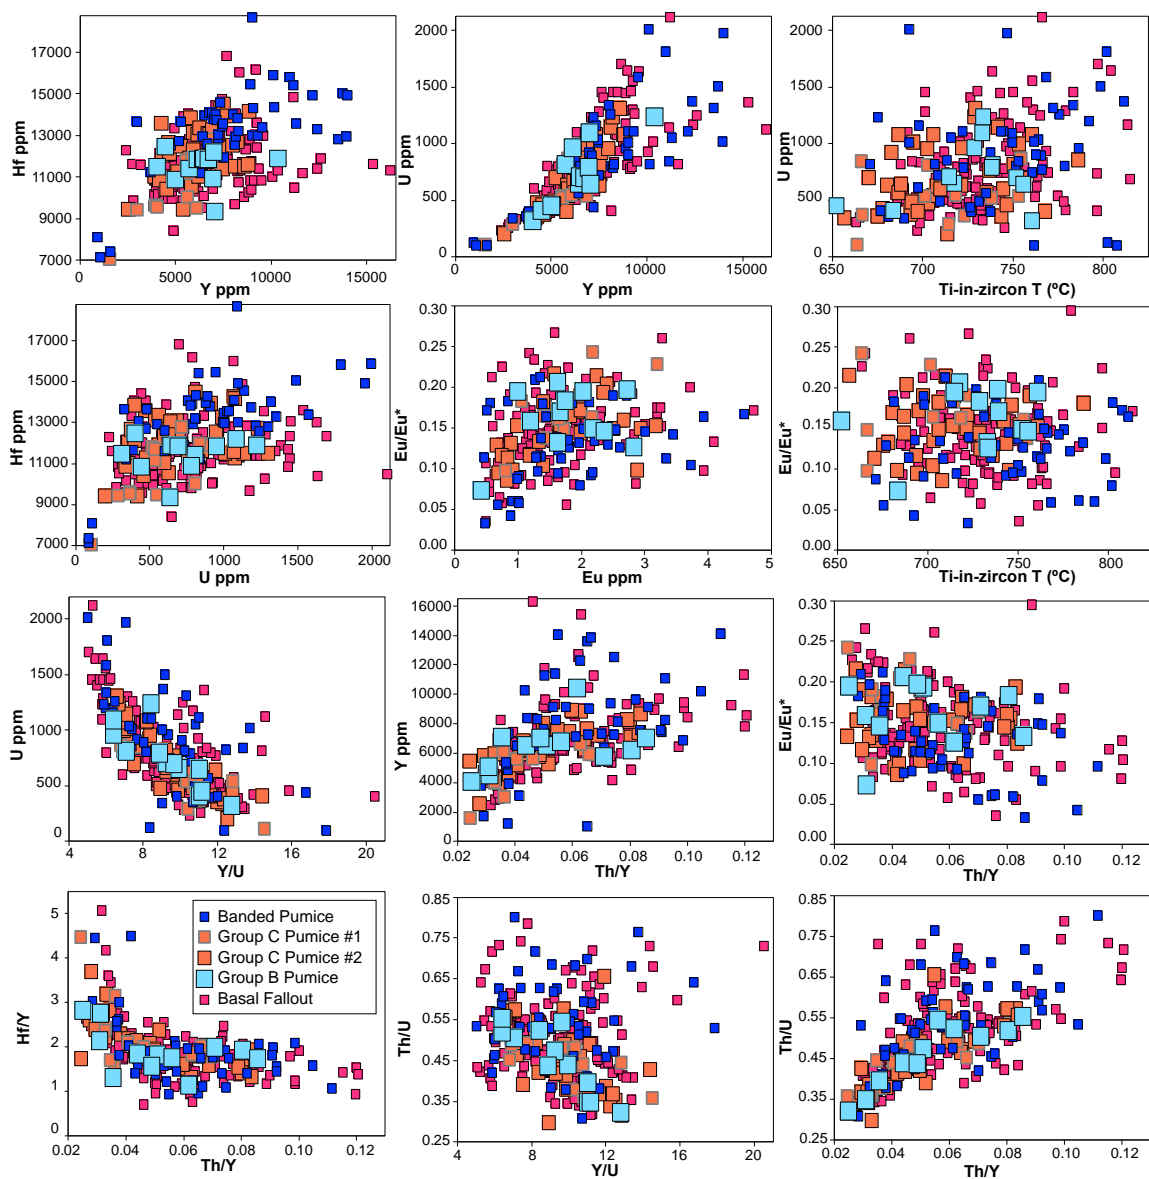 17000
15000
13000
11000
9000
7000
Hf ppm
5000 10000 15000
Y ppm
2000
1500
1000
500
0
U ppm
0 5000 10000 15000
Y ppm
2000
1500
1000
500
0
U ppm
650 700 750 800
Ti-in-zircon T (ºC)
17000
15000
13000
11000
9000
7000
Hf ppm
0 500 1000 1500 2000
U ppm
0.30
0.25
0.20
0.15
0.10
0.05
0.00
Eu/Eu*
0 1 2 3 4 5
Eu ppm
0.30
0.25
0.20
0.15
0.10
0.05
0.00
Eu/Eu*
650 700 750 800
Ti-in-zircon T (ºC)
2000
1500
1000
500
0
U ppm
4 8 12 16 20
Y/U
16000
14000
12000
10000
8000
6000
4000
2000
0
Y ppm
0.02 0.04 0.06 0.08 0.10 0.12
Th/Y
0.30
0.25
0.20
0.15
0.10
0.05
0.00
Eu/Eu*
0.02 0.04 0.06 0.08 0.10 0.12
Th/Y
5
4
3
2
1
0
Hf/Y
Banded Pumice
Group C Pumice #1
Group C Pumice #2
Group B Pumice
Basal Fallout
0.02 0.04 0.06 0.08 0.10 0.12
Th/Y
0.85
0.75
0.65
0.55
0.45
0.35
0.25
Th/U
4 8 12 16 20
Y/U
0.85
0.75
0.65
0.55
0.45
0.35
0.25
Th/U
0.02 0.04 0.06 0.08 0.10 0.12
Th/Y